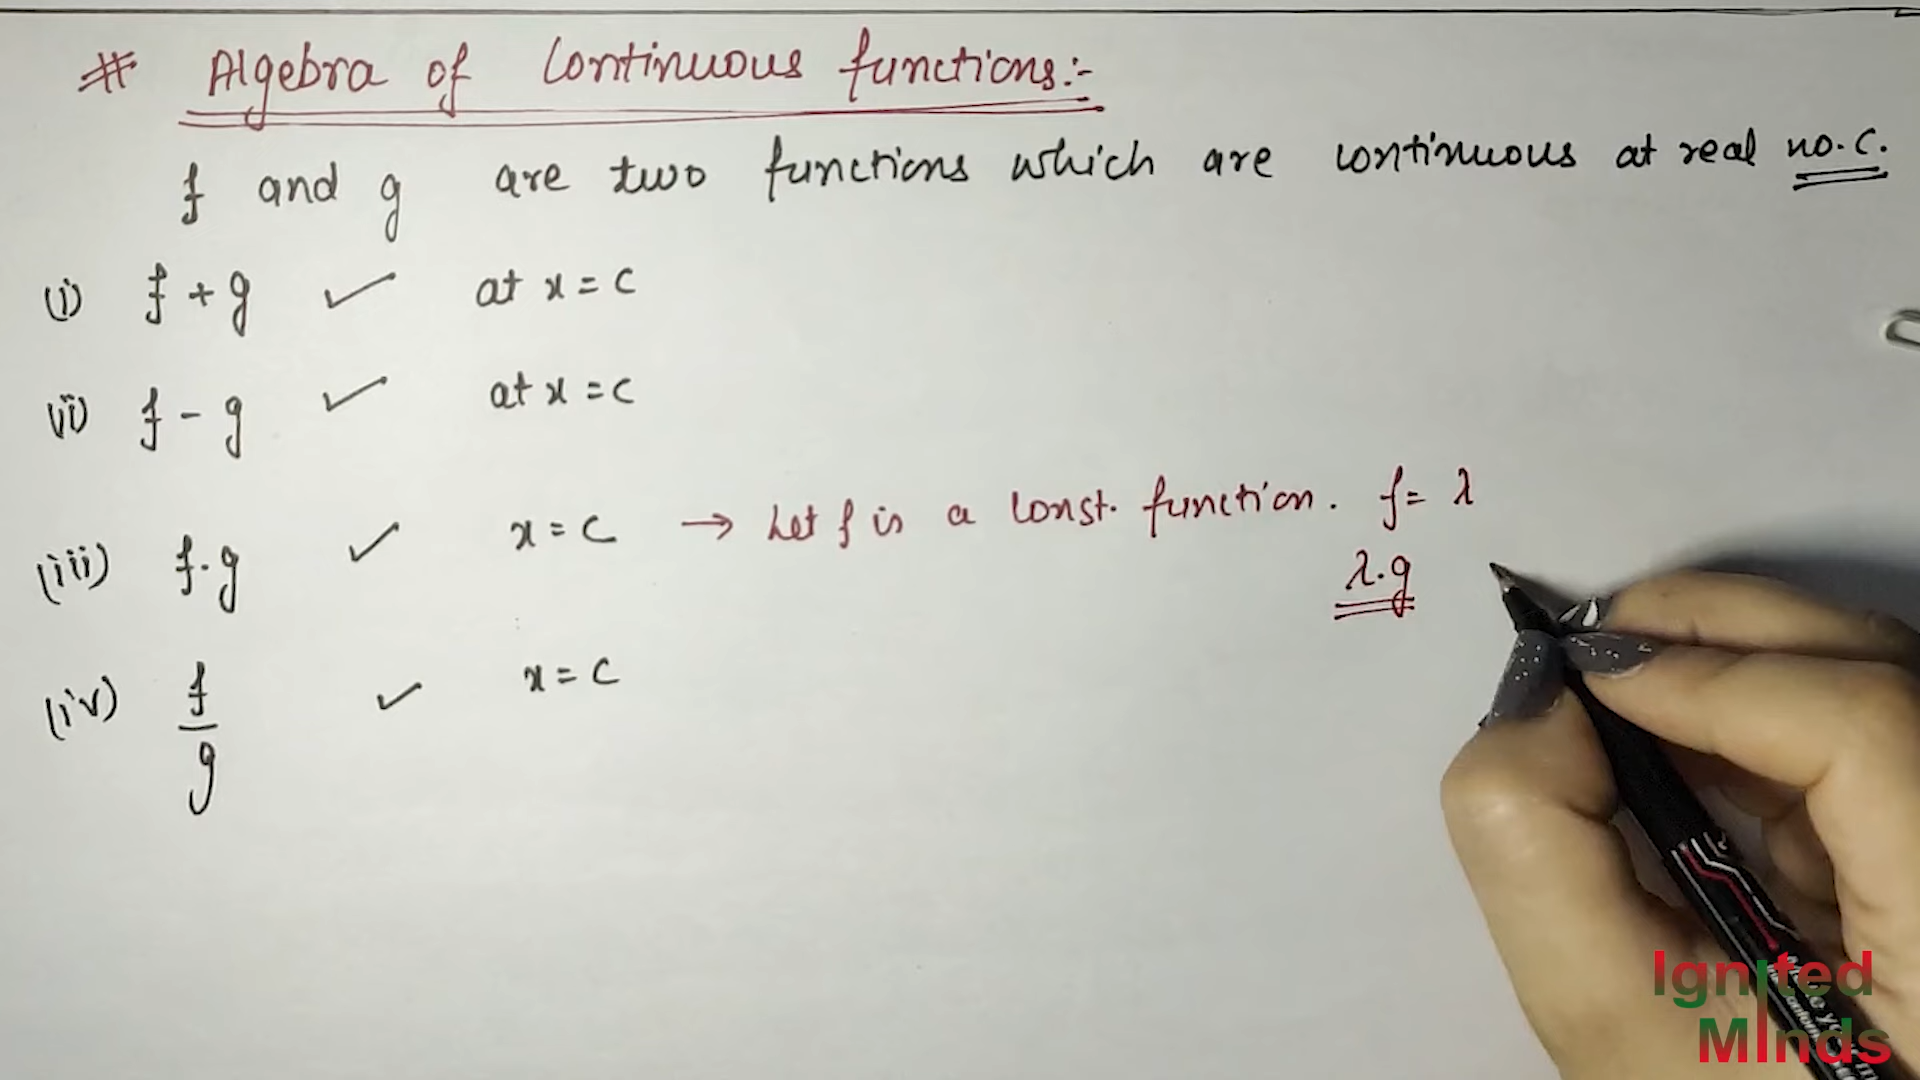 # Algebra of Continuous functions:-
f and g are two functions which are continuous at real no. c.
(i) f + g ✓ at x = c
(ii) f - g ✓ at x = c
(iii) f.g ✓ x = c → Let f is a Const. function. f = λ
λ.g
(iv) f/g ✓ x = c
Ignited
Minds